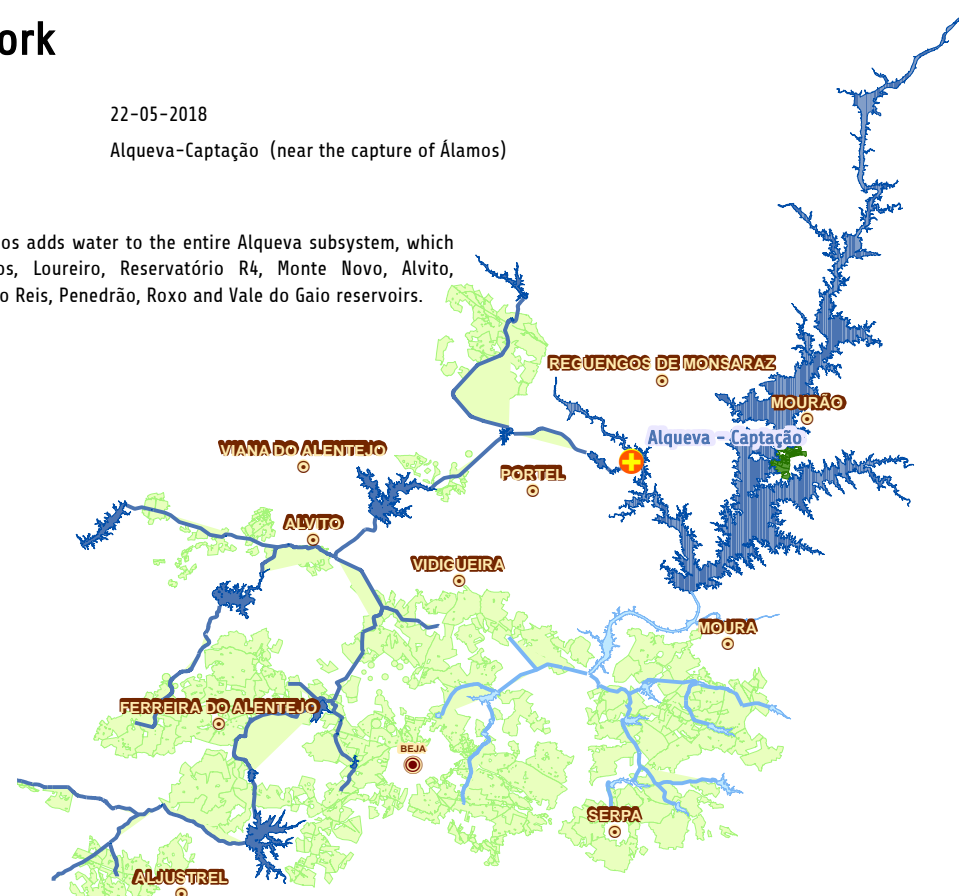 ork
22-05-2018
Alqueva-Captação (near the capture of Álamos)
os adds water to the entire Alqueva subsystem, which
os, Loureiro, Reservatório R4, Monte Novo, Alvito,
o Reis, Penedrão, Roxo and Vale do Gaio reservoirs.
REGUENGOS DE MONSARAZ
MOURÃO
Alqueva - Captação
VIANA DO ALENTEJO
PORTEL
ALVITO
VIDIGUEIRA
MOURA
FERREIRA DO ALENTEJO
BEJA
SERPA
ALJUSTREL